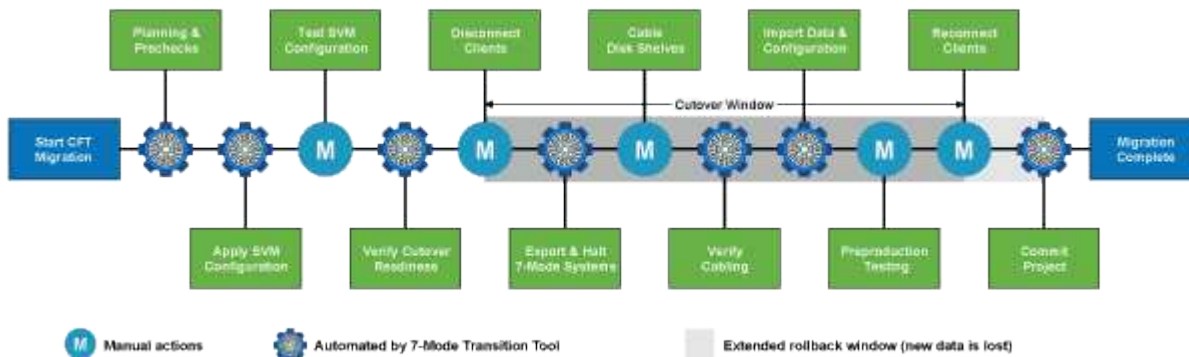 Planning &
Prechecks
Test SVM
Configuration
Disconnect
Clients
Cable
Disk Shelves
Import Data &
Configuration
Reconnect
Clients
Cutover Window
Start CFT
Migration
M
M
M
M
M
Migration
Complete
Apply SVM
Configuration
Verify Cutover
Readiness
Export & Halt
7-Mode Systems
Verify
Cabling
Preproduction
Testing
Commit
Project
M Manual actions
Automated by 7-Mode Transition Tool
Extended rollback window (new data is lost)